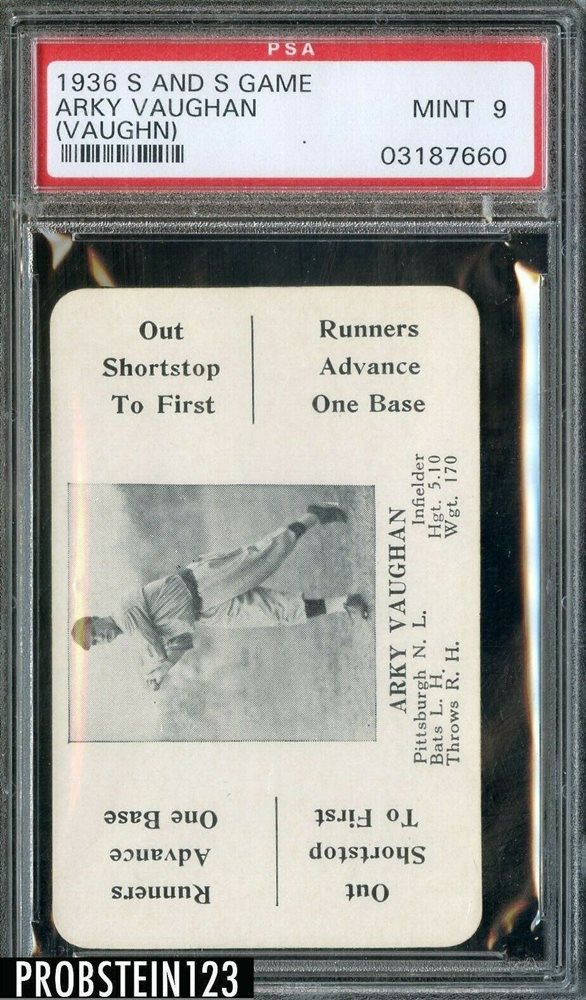 PSA
1936 S AND S GAME
ARKY VAUGHAN MINT 9
(VAUGHN)
03187660
Out
Shortstop
To First
Runners
Advance
One Base
ARKY VAUGHAN
Pittsburgh N. L. Infielder
Bats L. H. Hgt. 5.10
Throws R. H. Wgt. 170
Out
Shortstop
To First
Runners
Advance
One Base
PROBSTEIN123